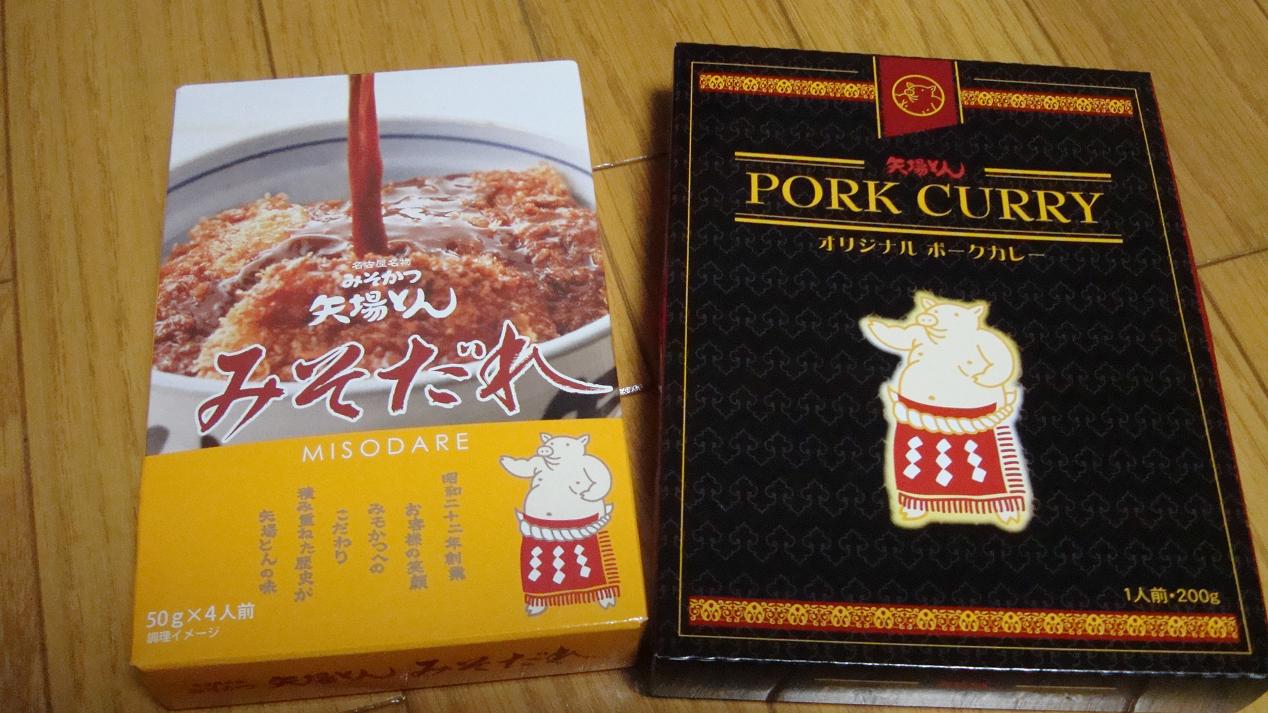 名古屋名物
みそかつ
矢場とん
みそだれ
MISODARE
昭和二十二年創業
お客様の笑顔
みそかつへの
こだわり
積み重ねた歴史が
矢場とんの味
50g×4人前
調理イメージ
矢場とん みそだれ
矢場とん
PORK CURRY
オリジナル ポークカレー
1人前・200g